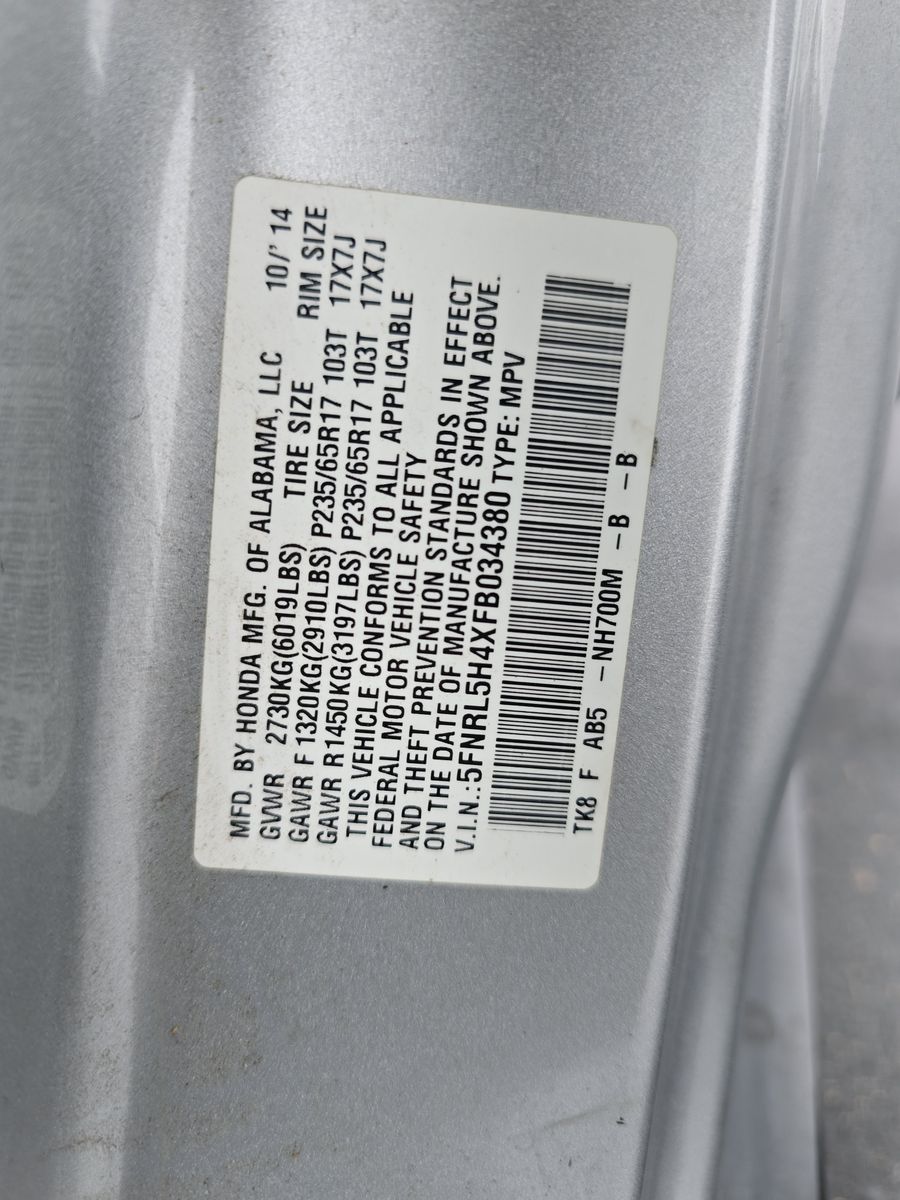 MFD. BY HONDA MFG. OF ALABAMA, LLC 10/'14
GVWR 2730KG(6019LBS) TIRE SIZE RIM SIZE
GAWR F 1320KG(2910LBS) P235/65R17 103T 17X7J
GAWR R 1450KG(3197LBS) P235/65R17 103T 17X7J
THIS VEHICLE CONFORMS TO ALL APPLICABLE
FEDERAL MOTOR VEHICLE SAFETY
AND THEFT PREVENTION STANDARDS IN EFFECT
ON THE DATE OF MANUFACTURE SHOWN ABOVE.
V.I.N.:5FNRL5H4XFB034380 TYPE: MPV
TK8 F AB5 -NH700M -B -B